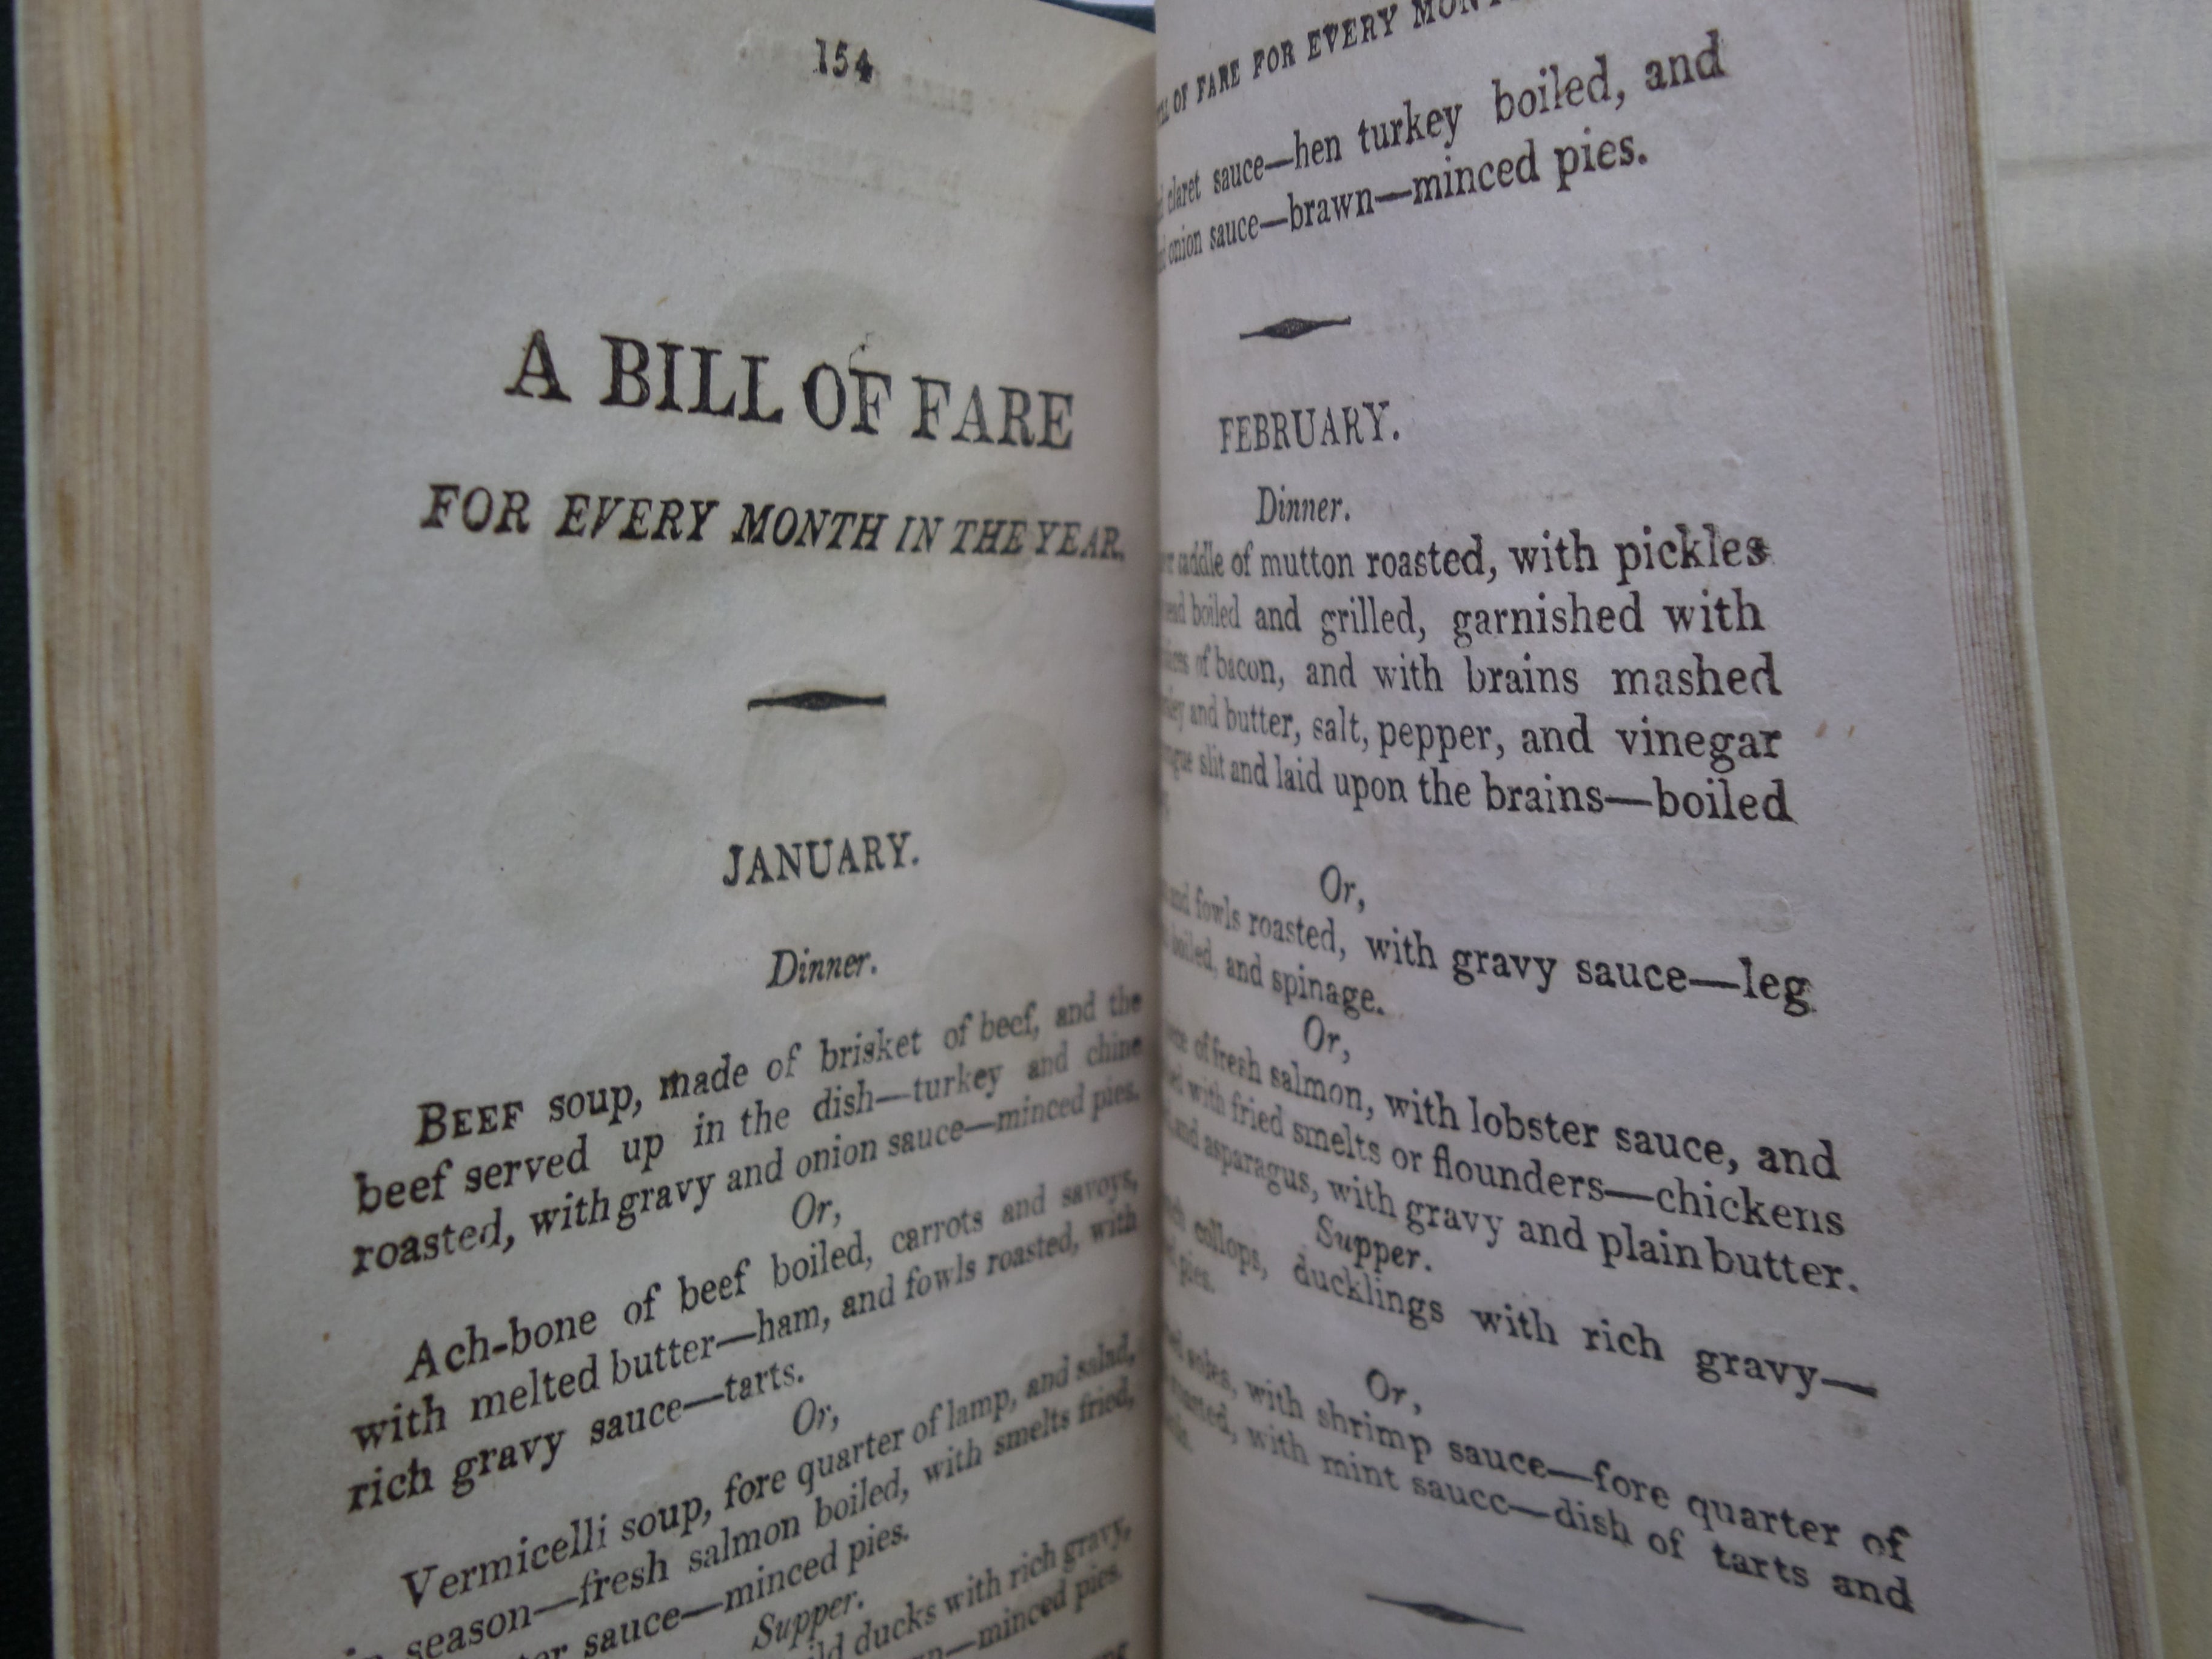 154
A BILL OF FARE
FOR EVERY MONTH IN THE YEAR.
JANUARY.
Dinner.
BEEF soup, made of brisket of beef, and the
beef served up in the dish—turkey and chine
roasted, with gravy and onion sauce—minced pies.
Or,
Ach-bone of beef boiled, carrots and savoys,
with melted butter—ham, and fowls roasted, with
rich gravy sauce—tarts.
Or,
Vermicelli soup, fore quarter of lamp, and salad,
in season—fresh salmon boiled, with smelts fried,
sauce—minced pies.
Supper.
ducks with rich gravy,
—minced pies.
OF FARE FOR EVERY
claret sauce—hen turkey boiled, and
onion sauce—brawn—minced pies.
FEBRUARY.
Dinner.
of mutton roasted, with pickles
boiled and grilled, garnished with
of bacon, and with brains mashed
and butter, salt, pepper, and vinegar
slit and laid upon the brains—boiled
Or,
and fowls roasted, with gravy sauce—leg
boiled, and spinage.
Or,
of fresh salmon, with lobster sauce, and
with fried smelts or flounders—chickens
and asparagus, with gravy and plain butter.
Supper.
collops, ducklings with rich gravy—
pies.
Or,
soles, with shrimp sauce—fore quarter of
roasted, with mint saucc—dish of tarts and